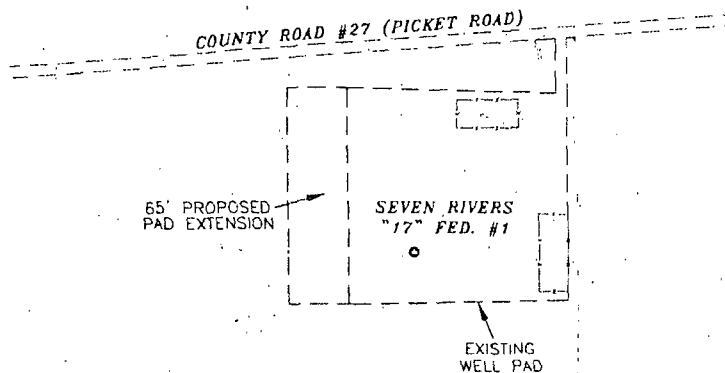 COUNTY ROAD #27 (PICKET ROAD)
65' PROPOSED
PAD EXTENSION
SEVEN RIVERS
"17" FED. #1
EXISTING
WELL PAD